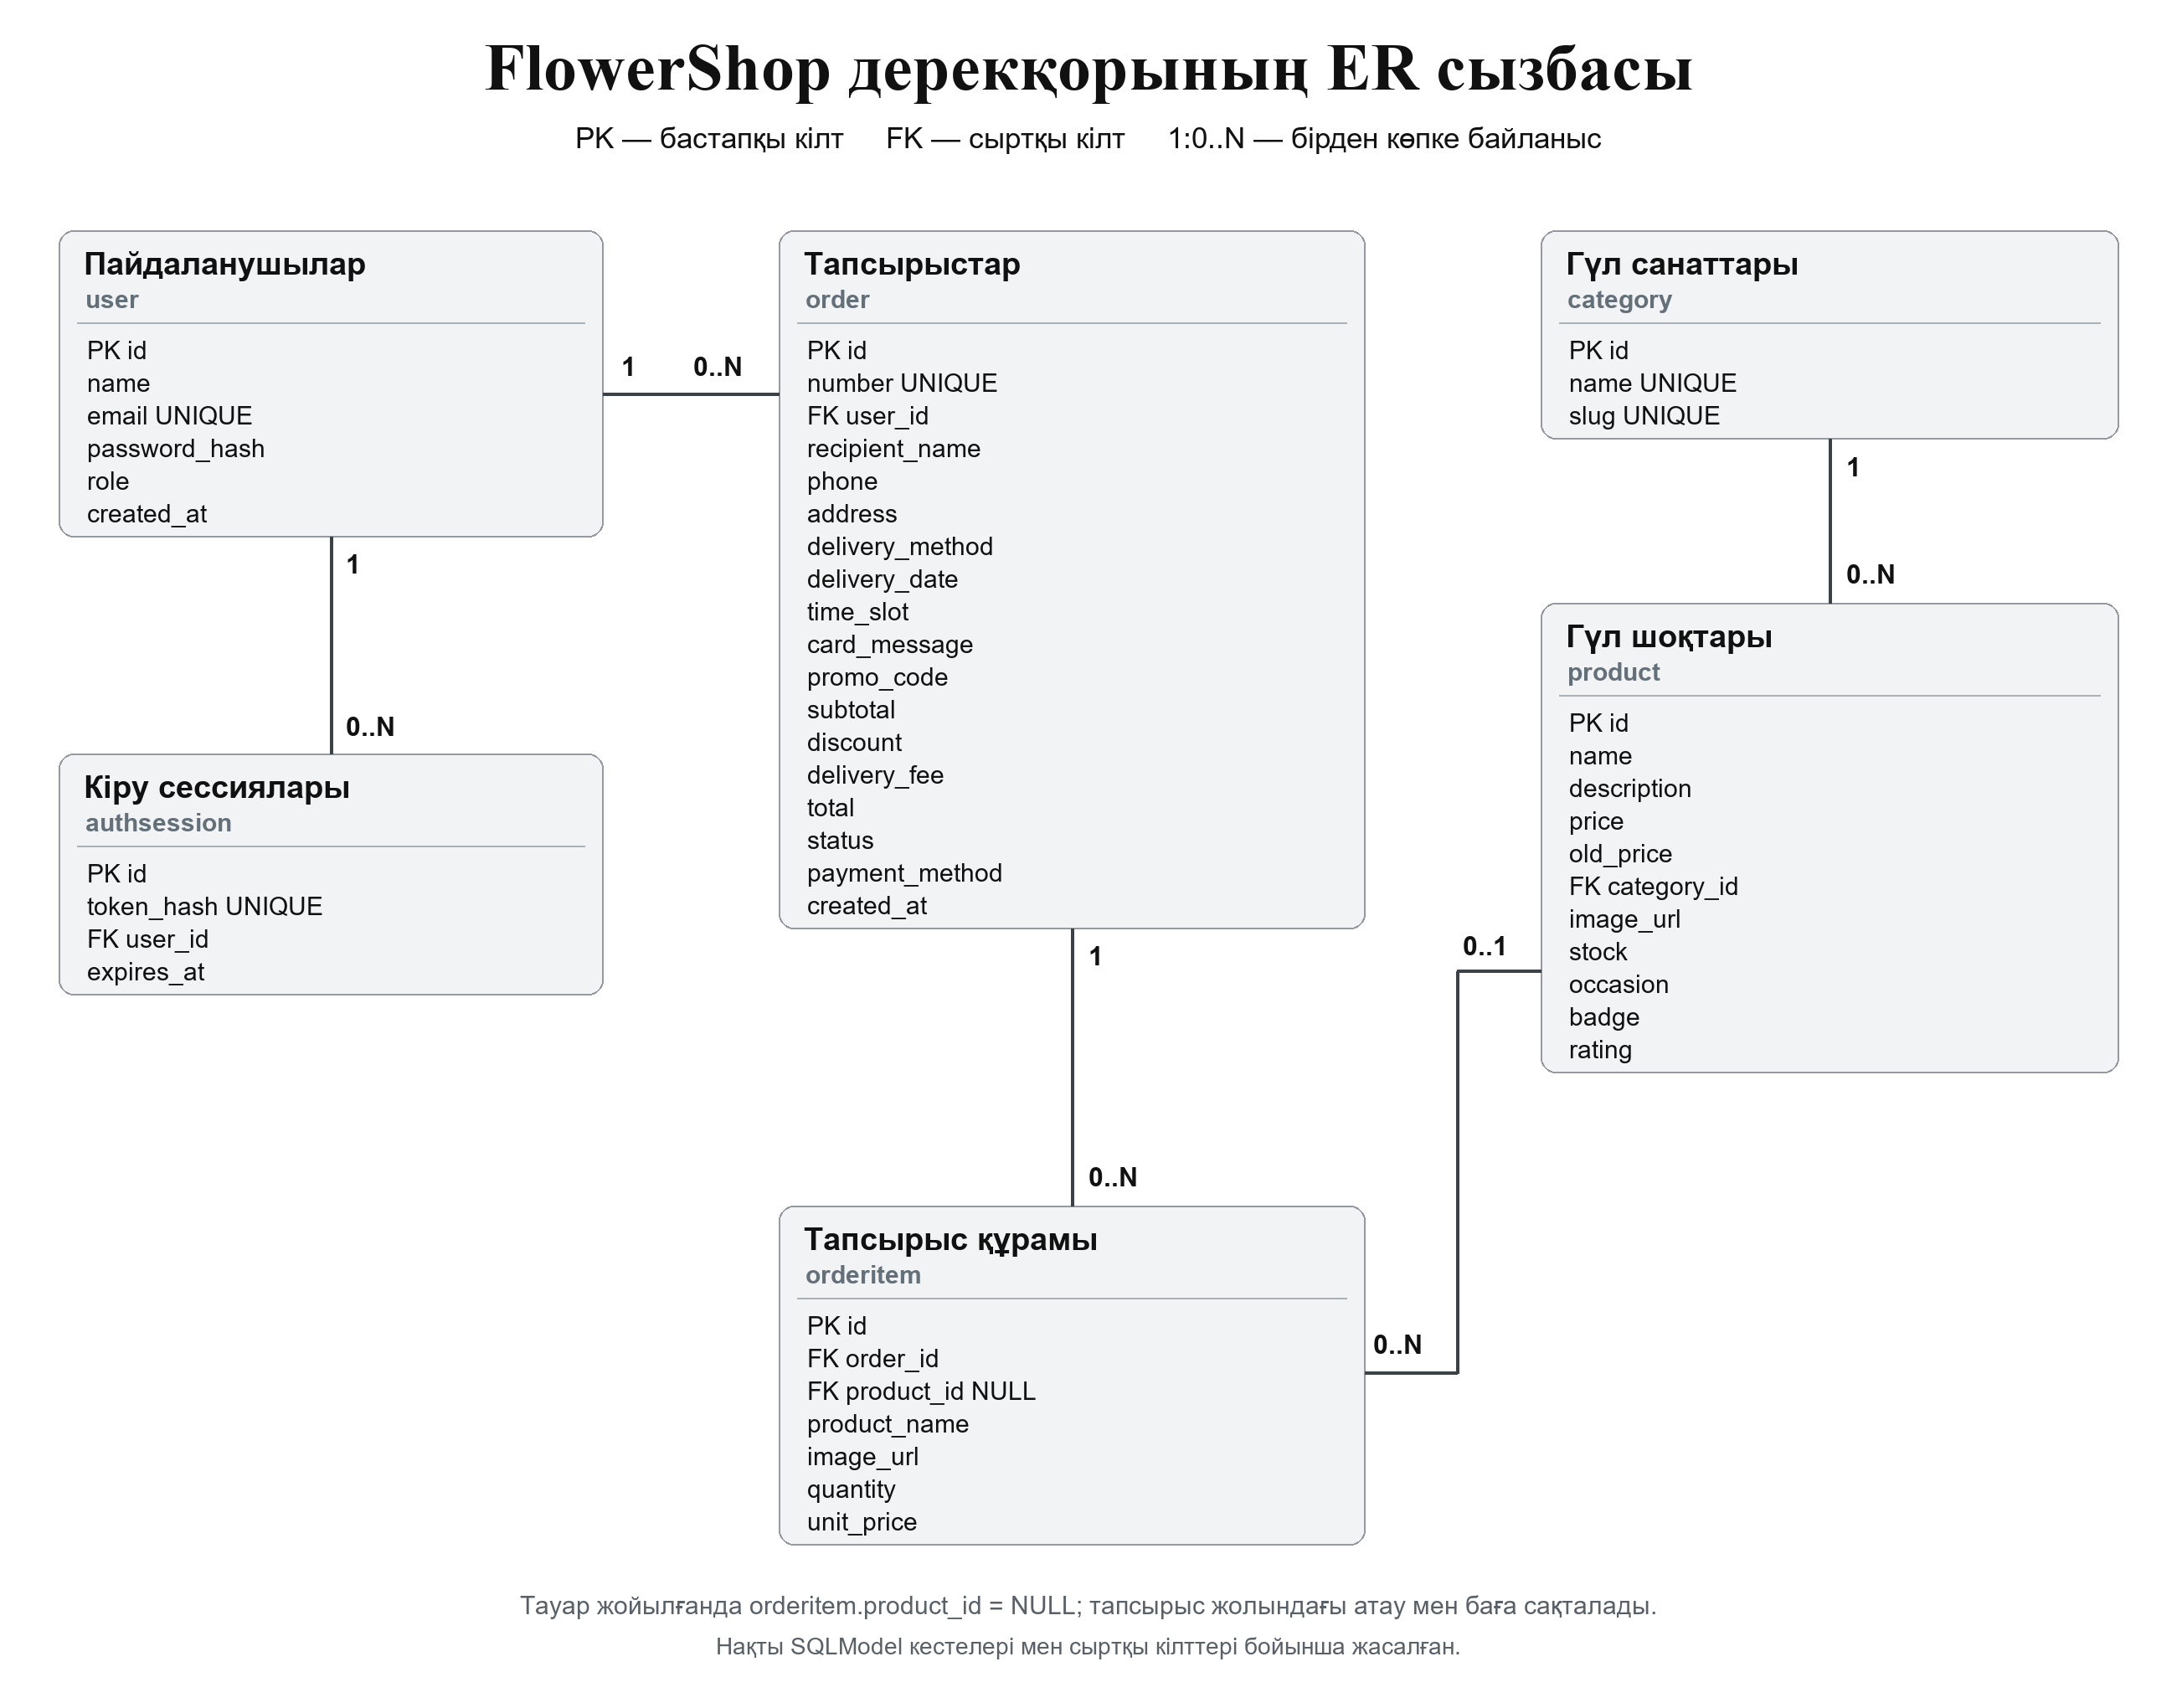 FlowerShop дерекқорының ER сызбасы
PK — бастапқы кілт FK — сыртқы кілт 1:0..N — бірден көпке байланыс
Пайдаланушылар
user
PK id
name
email UNIQUE
password_hash
role
created_at
1
0..N
Тапсырыстар
order
PK id
number UNIQUE
FK user_id
recipient_name
phone
address
delivery_method
delivery_date
time_slot
card_message
promo_code
subtotal
discount
delivery_fee
total
status
payment_method
created_at
Гүл санаттары
category
PK id
name UNIQUE
slug UNIQUE
1
0..N
1
0..N
Кіру сессиялары
authsession
PK id
token_hash UNIQUE
FK user_id
expires_at
Гүл шоқтары
product
PK id
name
description
price
old_price
FK category_id
image_url
stock
occasion
badge
rating
0..1
1
0..N
Тапсырыс құрамы
orderitem
PK id
FK order_id
FK product_id NULL
product_name
image_url
quantity
unit_price
0..N
Тауар жойылғанда orderitem.product_id = NULL; тапсырыс жолындағы атау мен баға сақталады.
Нақты SQLModel кестелері мен сыртқы кілттері бойынша жасалған.